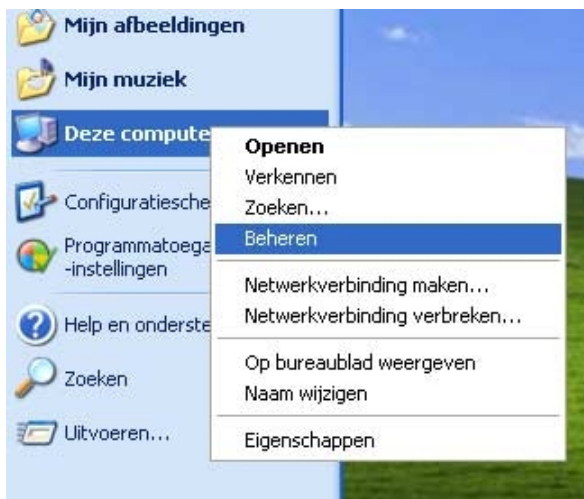 Mijn afbeeldingen
Mijn muziek
Deze compute
Configuratiesche
Programmatoega
-instellingen
Help en onderste
Zoeken
Uitvoeren...
Openen
Verkennen
Zoeken...
Beheren
Netwerkverbinding maken...
Netwerkverbinding verbreken...
Op bureaublad weergeven
Naam wijzigen
Eigenschappen